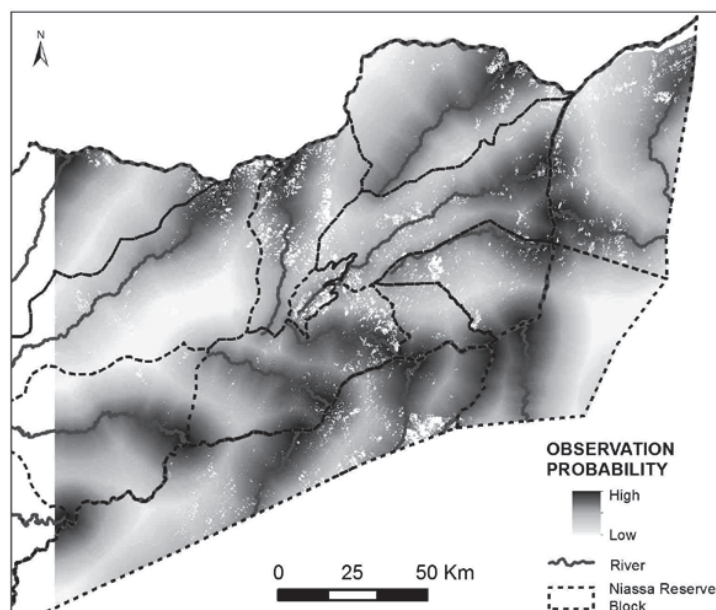 N
OBSERVATION
PROBABILITY
High
Low
River
Niassa Reserve
Block
0 25 50 Km